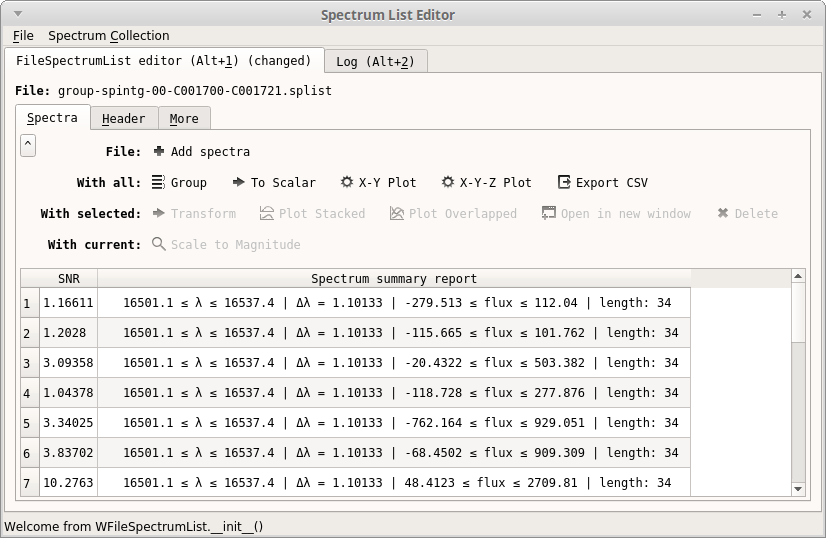 Spectrum List Editor
File Spectrum Collection
FileSpectrumList editor (Alt+1) (changed) Log (Alt+2)
File: group-spintg-00-C001700-C001721.splist
Spectra Header More
^ File: Add spectra
With all: Group To Scalar X-Y Plot X-Y-Z Plot Export CSV
With selected: Transform Plot Stacked Plot Overlapped Open in new window Delete
With current: Scale to Magnitude
SNR Spectrum summary report
1 1.16611 16501.1 ≤ λ ≤ 16537.4 | Δλ = 1.10133 | -279.513 ≤ flux ≤ 112.04 | length: 34
2 1.2028 16501.1 ≤ λ ≤ 16537.4 | Δλ = 1.10133 | -115.665 ≤ flux ≤ 101.762 | length: 34
3 3.09358 16501.1 ≤ λ ≤ 16537.4 | Δλ = 1.10133 | -20.4322 ≤ flux ≤ 503.382 | length: 34
4 1.04378 16501.1 ≤ λ ≤ 16537.4 | Δλ = 1.10133 | -118.728 ≤ flux ≤ 277.876 | length: 34
5 3.34025 16501.1 ≤ λ ≤ 16537.4 | Δλ = 1.10133 | -762.164 ≤ flux ≤ 929.051 | length: 34
6 3.83702 16501.1 ≤ λ ≤ 16537.4 | Δλ = 1.10133 | -68.4502 ≤ flux ≤ 909.309 | length: 34
7 10.2763 16501.1 ≤ λ ≤ 16537.4 | Δλ = 1.10133 | 48.4123 ≤ flux ≤ 2709.81 | length: 34
Welcome from WFileSpectrumList.__init__()